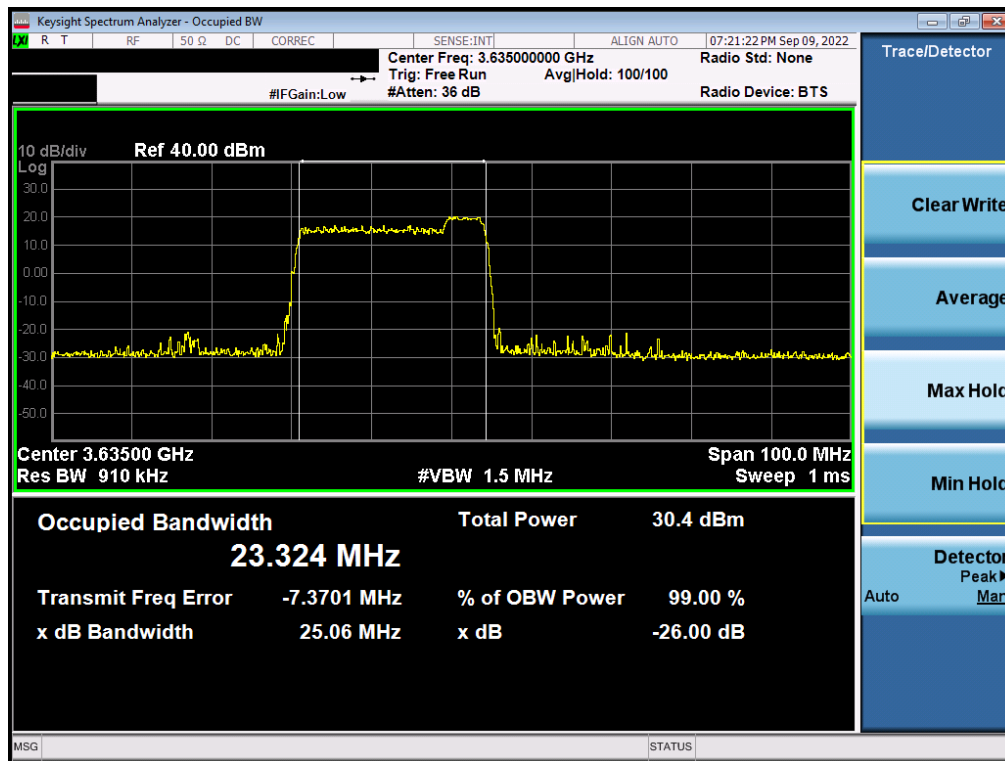 Keysight Spectrum Analyzer - Occupied BW
LXI R T RF 50 Ω DC CORREC SENSE:INT ALIGN AUTO 07:21:22 PM Sep 09, 2022
Center Freq: 3.635000000 GHz Radio Std: None
Trig: Free Run Avg|Hold: 100/100
#IFGain:Low #Atten: 36 dB Radio Device: BTS
Trace/Detector
10 dB/div Ref 40.00 dBm
Log
30.0
20.0
10.0
0.00
-10.0
-20.0
-30.0
-40.0
-50.0
Center 3.63500 GHz Span 100.0 MHz
Res BW 910 kHz #VBW 1.5 MHz Sweep 1 ms
Occupied Bandwidth Total Power 30.4 dBm
23.324 MHz
Transmit Freq Error -7.3701 MHz % of OBW Power 99.00 %
x dB Bandwidth 25.06 MHz x dB -26.00 dB
Clear Write
Average
Max Hold
Min Hold
Detector
Peak▶
Auto Man
MSG STATUS